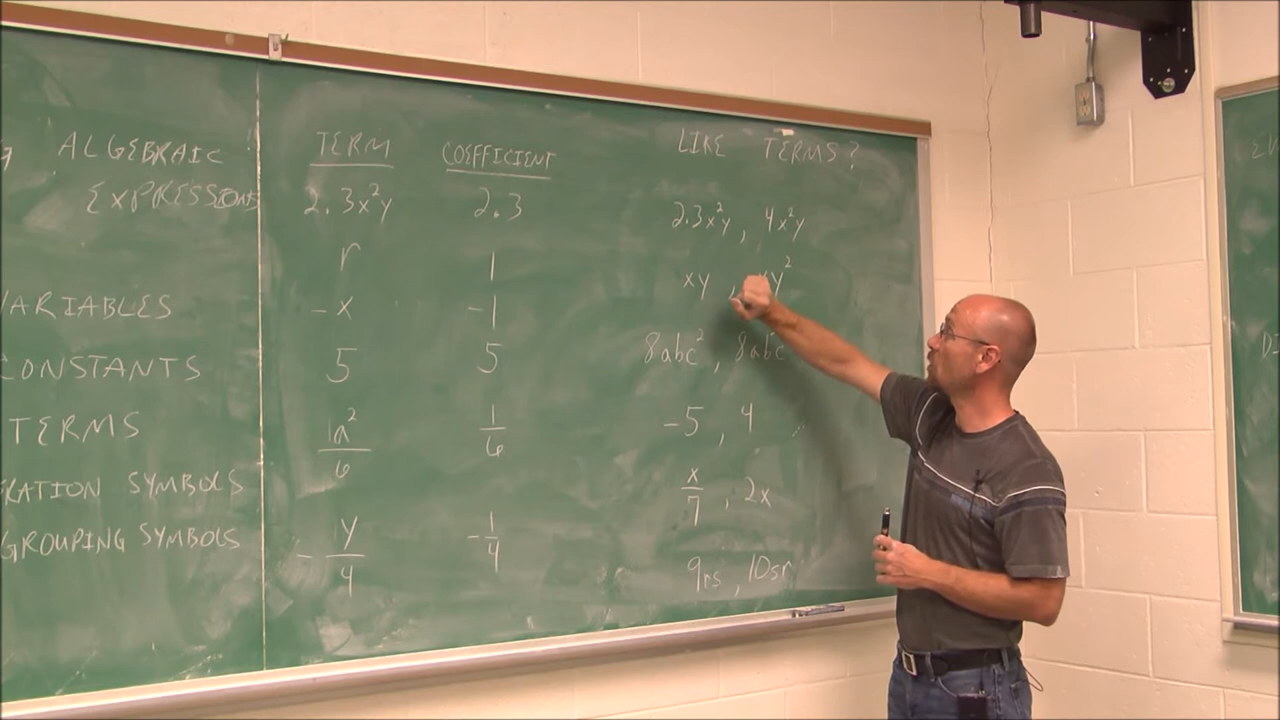 ALGEBRAIC
EXPRESSIONS
VARIABLES
CONSTANTS
TERMS
SYMBOLS
GROUPING SYMBOLS
TERM COEFFICIENT
2.3x²y 2.3
r 1
-x -1
5 5
1a²/6 1/6
-1y/4 -1/4
LIKE TERMS?
2.3x²y, 4x²y
xy, xy²
8abc², 8abc
-5, 4
x/7, 2x
9rs, 10sr